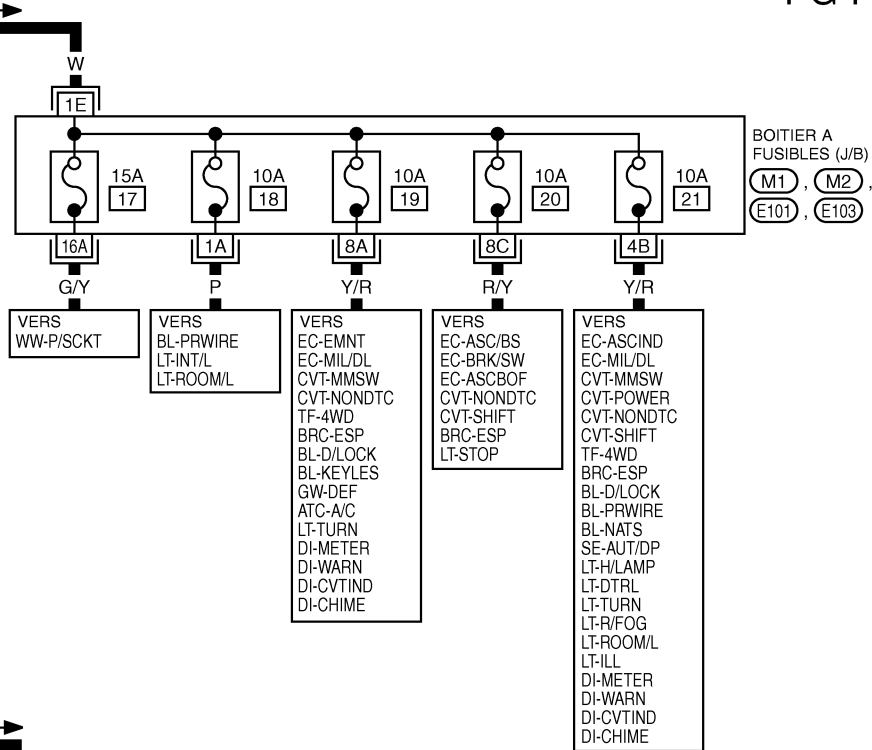 W
1E
BOITIER A
FUSIBLES (J/B)
M1 , M2 ,
E101 , E103
15A
17
10A
18
10A
19
10A
20
10A
21
16A
1A
8A
8C
4B
G/Y
P
Y/R
R/Y
Y/R
VERS
WW-P/SCKT
VERS
BL-PRWIRE
LT-INT/L
LT-ROOM/L
VERS
EC-EMNT
EC-MIL/DL
CVT-MMSW
CVT-NONDTC
TF-4WD
BRC-ESP
BL-D/LOCK
BL-KEYLES
GW-DEF
ATC-A/C
LT-TURN
DI-METER
DI-WARN
DI-CVTIND
DI-CHIME
VERS
EC-ASC/BS
EC-BRK/SW
EC-ASCBOF
CVT-NONDTC
CVT-SHIFT
BRC-ESP
LT-STOP
VERS
EC-ASCIND
EC-MIL/DL
CVT-MMSW
CVT-POWER
CVT-NONDTC
CVT-SHIFT
TF-4WD
BRC-ESP
BL-D/LOCK
BL-PRWIRE
BL-NATS
SE-AUT/DP
LT-H/LAMP
LT-DTRL
LT-TURN
LT-R/FOG
LT-ROOM/L
LT-ILL
DI-METER
DI-WARN
DI-CVTIND
DI-CHIME